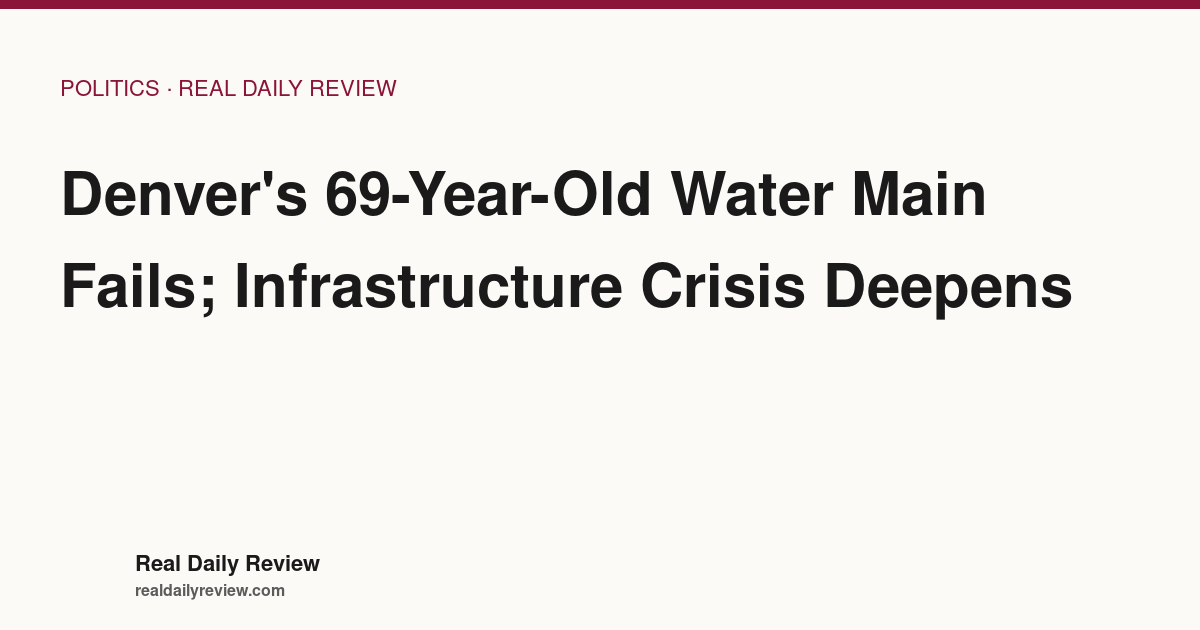 POLITICS · REAL DAILY REVIEW
Denver's 69-Year-Old Water Main
Fails; Infrastructure Crisis Deepens
Real Daily Review
realdailyreview.com